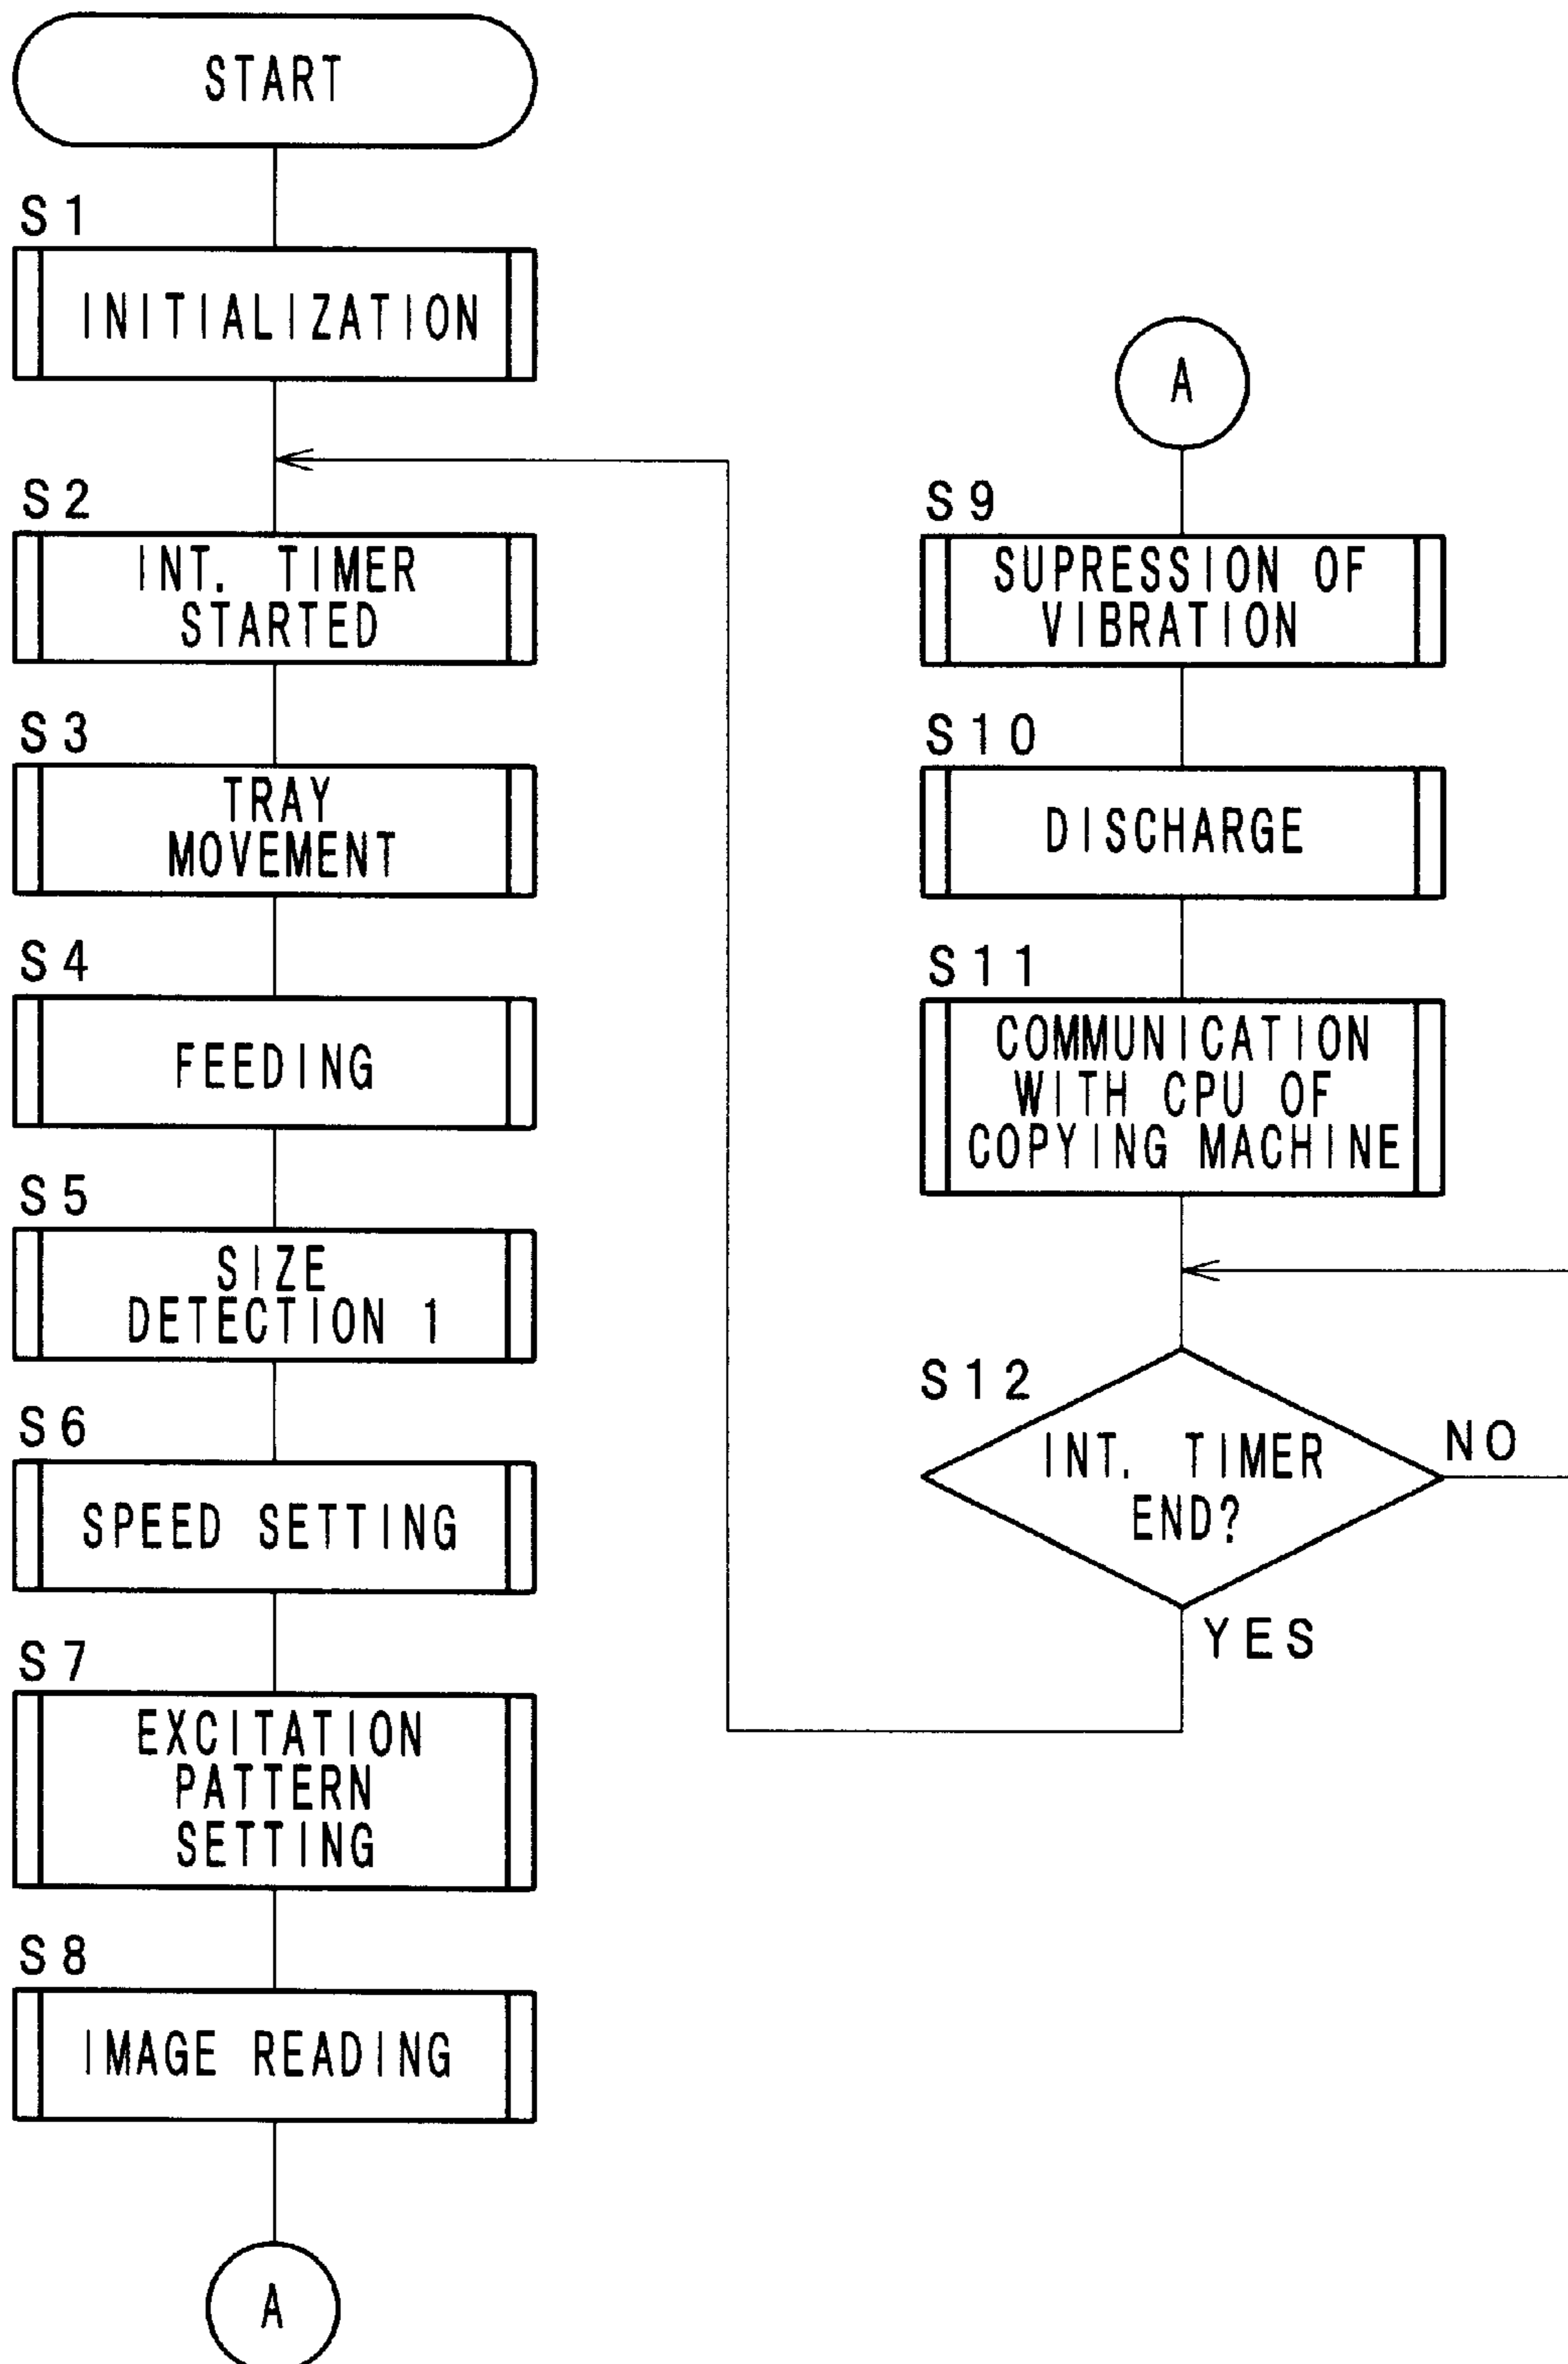 START
S1
INITIALIZATION
S2
INT. TIMER
STARTED
S3
TRAY
MOVEMENT
S4
FEEDING
S5
SIZE
DETECTION 1
S6
SPEED SETTING
S7
EXCITATION
PATTERN
SETTING
S8
IMAGE READING
A
A
S9
SUPRESSION OF
VIBRATION
S10
DISCHARGE
S11
COMMUNICATION
WITH CPU OF
COPYING MACHINE
S12
INT. TIMER
END?
NO
YES